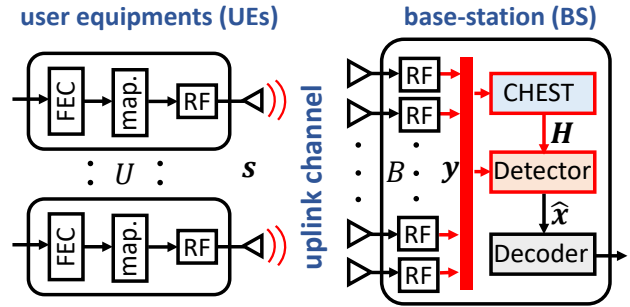 user equipments (UEs)
FEC
map.
RF
U
s
FEC
map.
RF
uplink channel
base-station (BS)
RF
RF
B
y
RF
RF
CHEST
H
Detector
x̂
Decoder